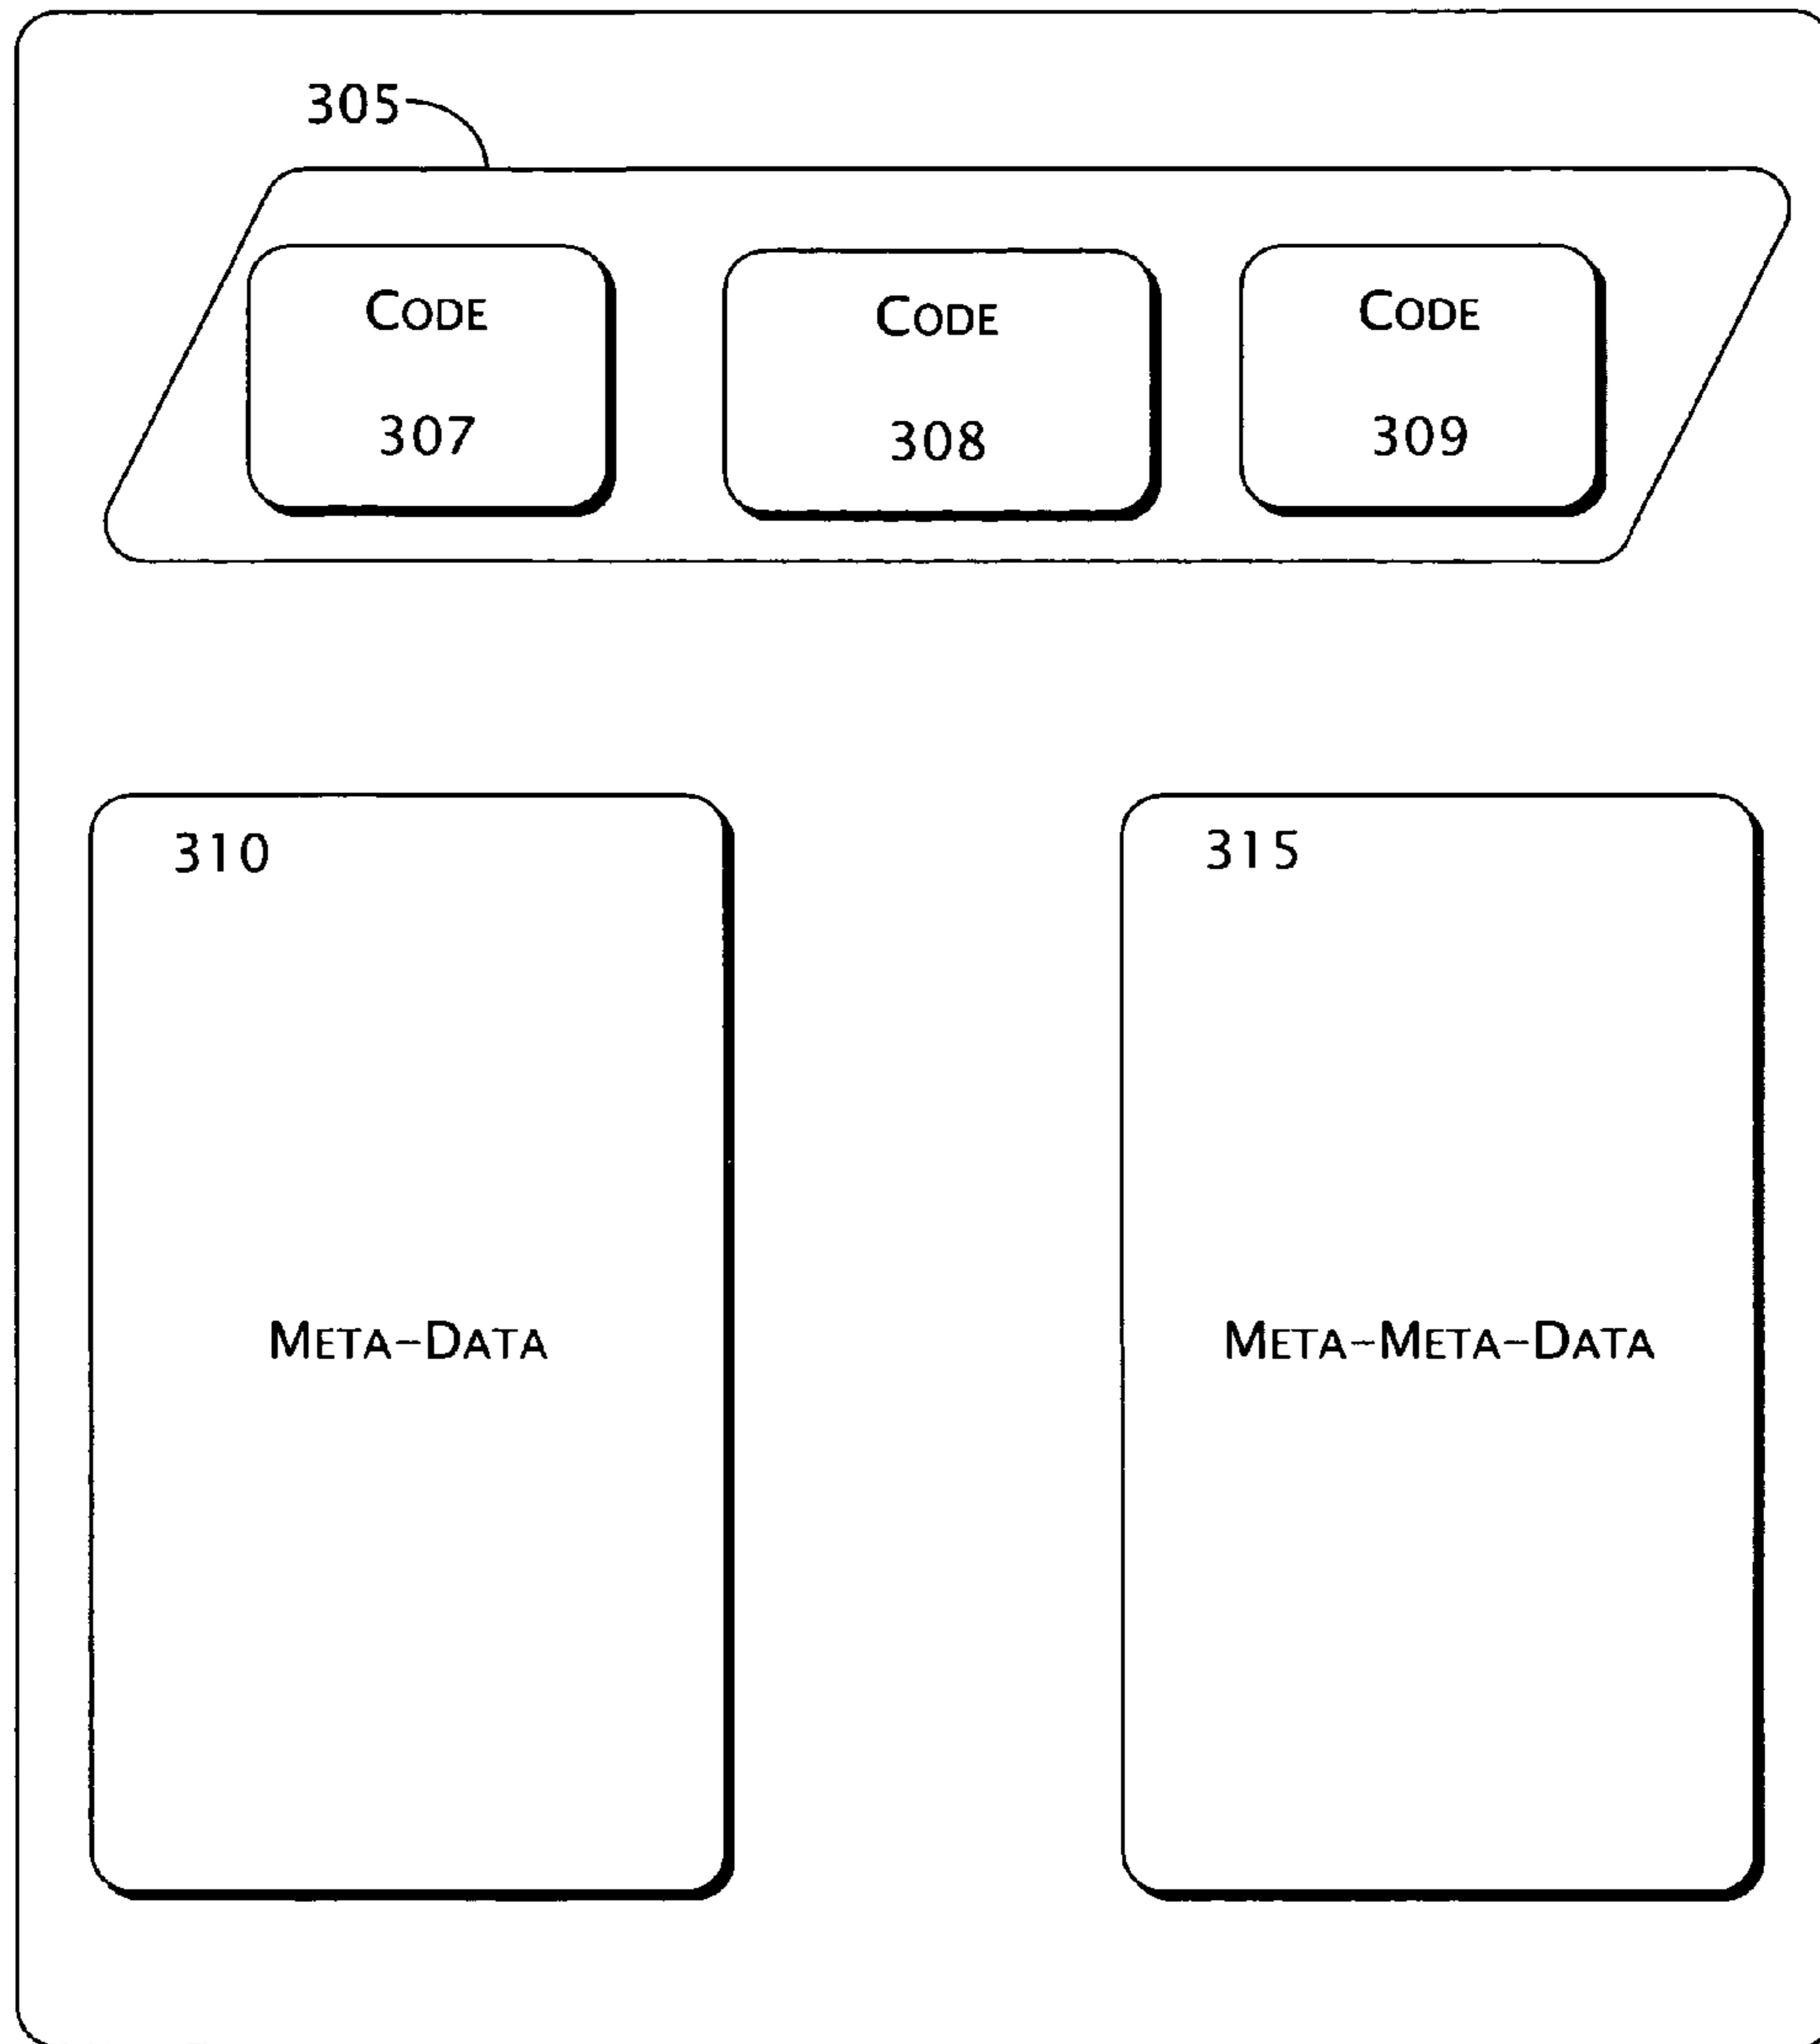 305
CODE
307
CODE
308
CODE
309
310
META-DATA
315
META-META-DATA